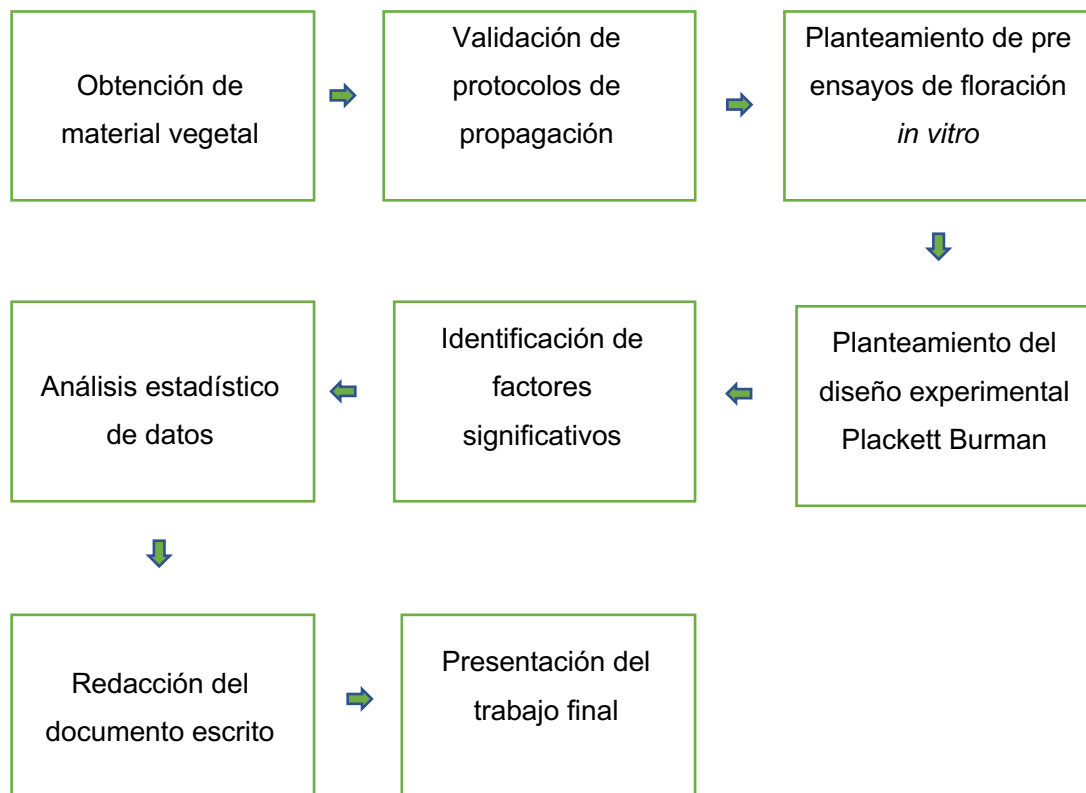 Obtención de
material vegetal
Validación de
protocolos de
propagación
Planteamiento de pre
ensayos de floración
in vitro
Planteamiento del
diseño experimental
Plackett Burman
Identificación de
factores
significativos
Análisis estadístico
de datos
Redacción del
documento escrito
Presentación del
trabajo final